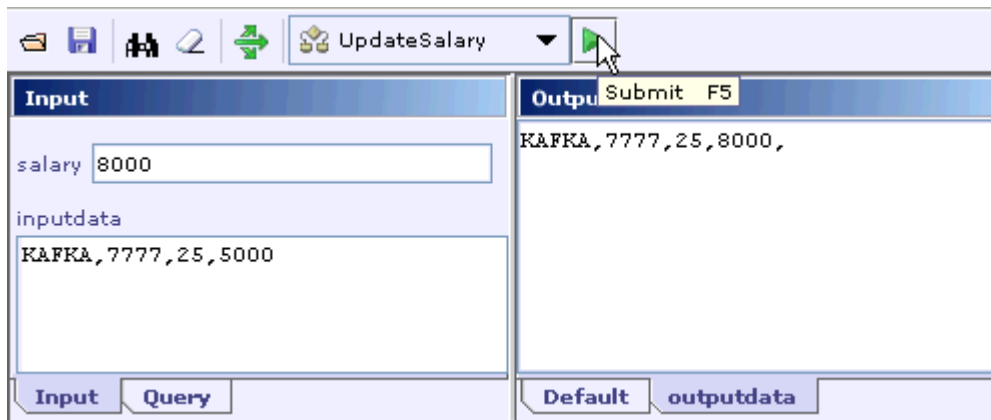 UpdateSalary
Input
Outpu
Submit F5
salary 8000
inputdata
KAFKA,7777,25,5000
KAFKA,7777,25,8000,
Input Query
Default outputdata